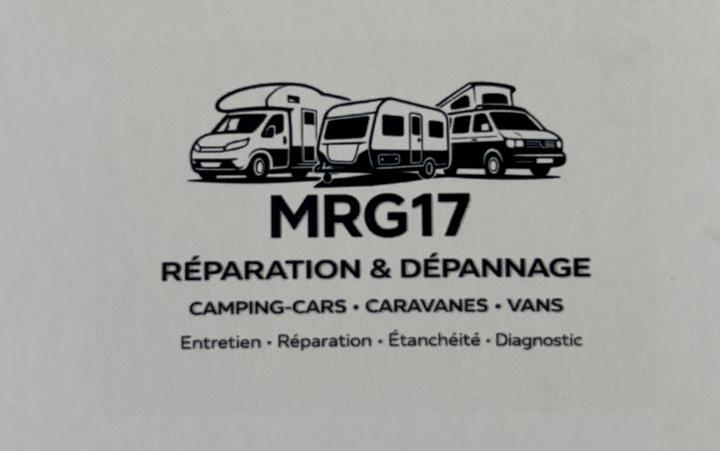 MRG17
RÉPARATION & DÉPANNAGE
CAMPING-CARS • CARAVANES • VANS
Entretien • Réparation • Étanchéité • Diagnostic